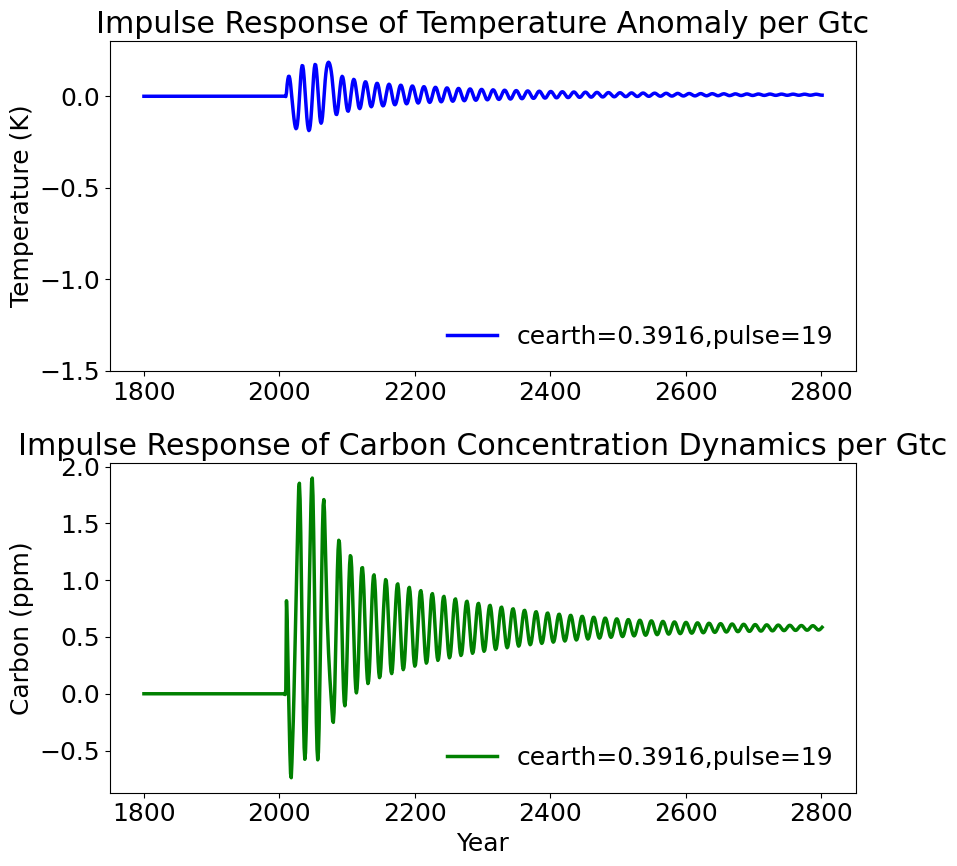 Impulse Response of Temperature Anomaly per Gtc
Temperature (K)
0.0
−0.5
−1.0
−1.5
cearth=0.3916,pulse=19
1800 2000 2200 2400 2600 2800
Impulse Response of Carbon Concentration Dynamics per Gtc
Carbon (ppm)
2.0
1.5
1.0
0.5
0.0
−0.5
cearth=0.3916,pulse=19
1800 2000 2200 2400 2600 2800
Year